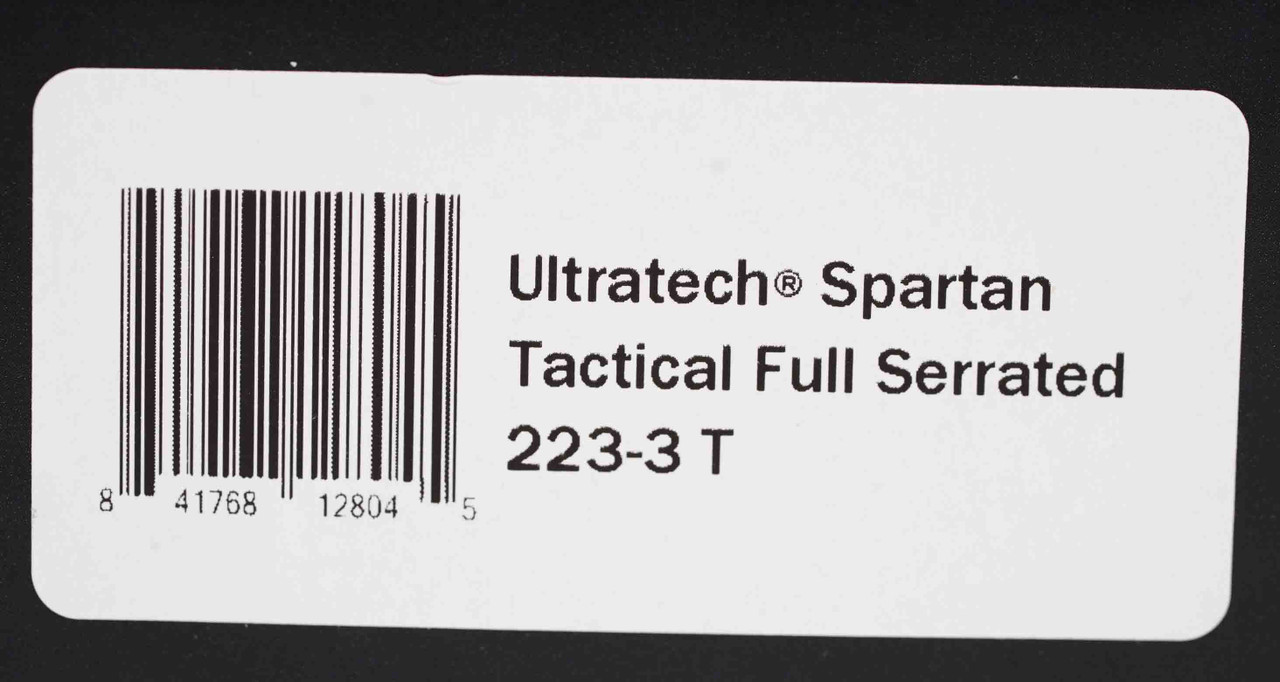 Ultratech® Spartan
Tactical Full Serrated
223-3 T
8 41768 12804 5